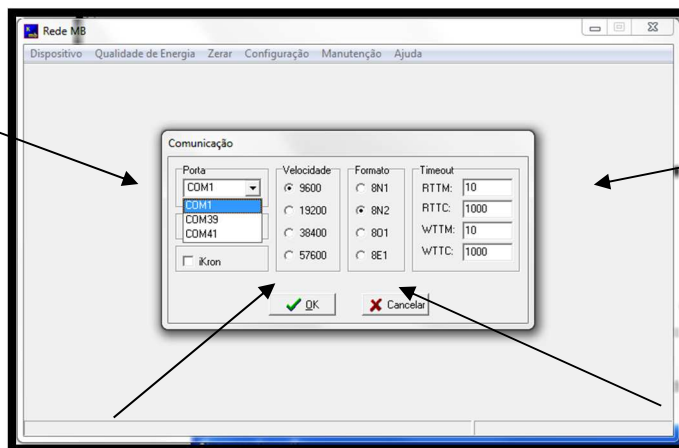 Rede MB
Dispositivo Qualidade de Energia Zerar Configuração Manutenção Ajuda
Comunicação
Porta
COM1
COM1
COM39
COM41
iKron
Velocidade
9600
19200
38400
57600
Formato
8N1
8N2
8O1
8E1
Timeout
RTTM: 10
RTTC: 1000
WTTM: 10
WTTC: 1000
OK
Cancelar